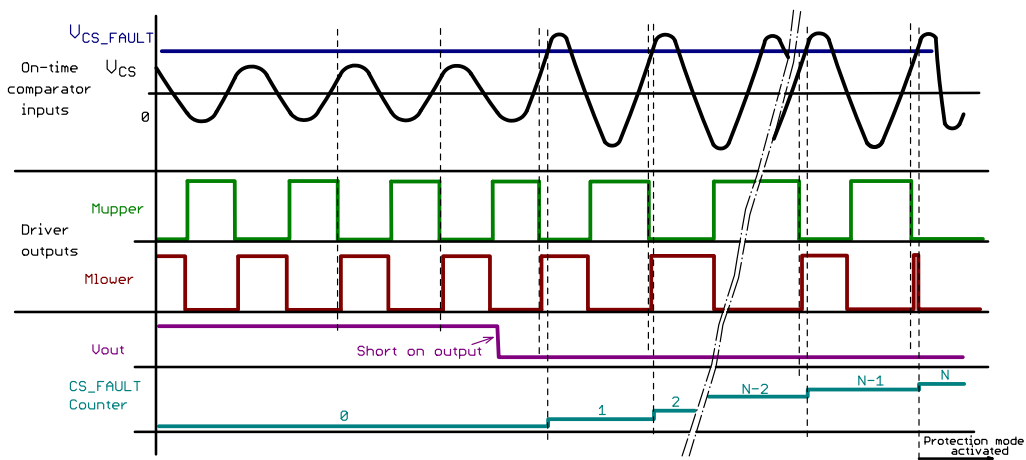 VCS_FAULT
On-time
comparator
inputs
VCS
0
Mupper
Driver
outputs
Mlower
Vout
Short on output
CS_FAULT
Counter
0
1
2
N-2
N-1
N
Protection mode
activated